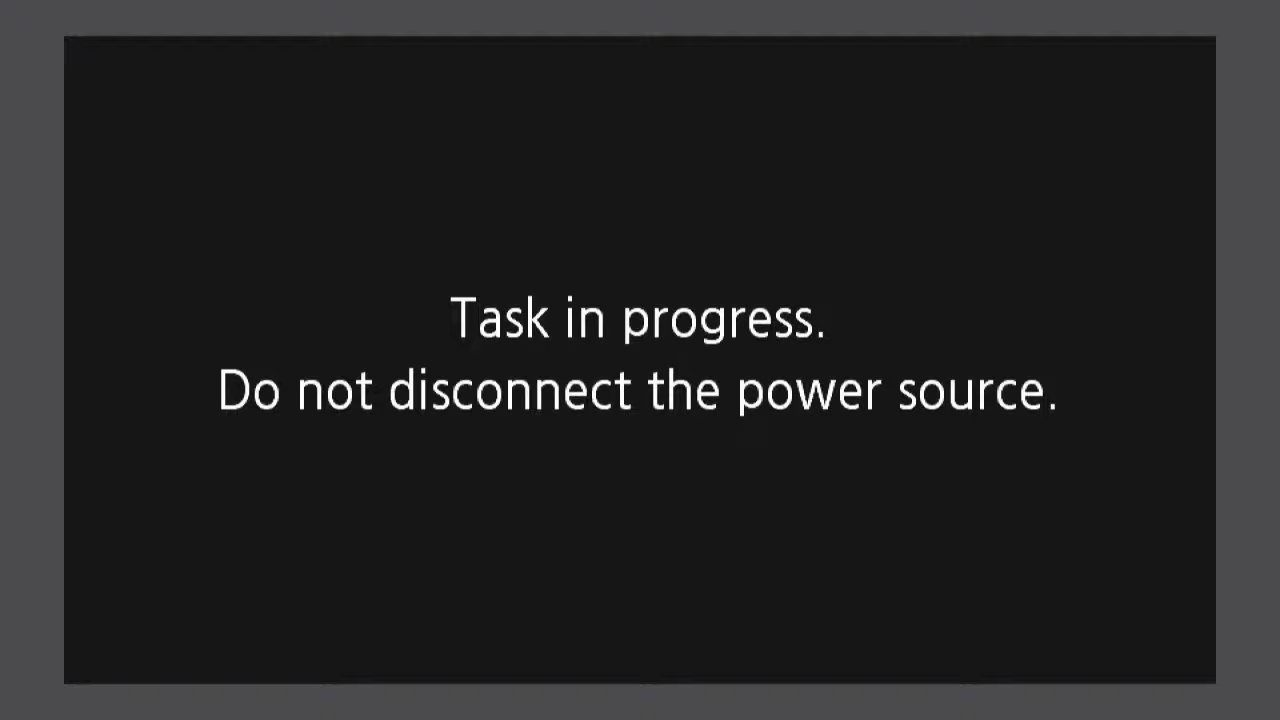 Task in progress.
Do not disconnect the power source.